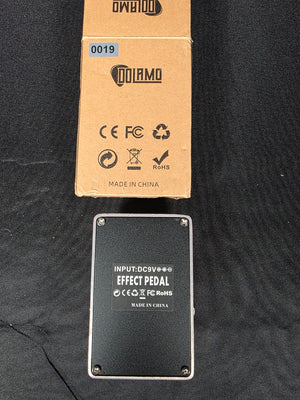 DOLAMO
0019
DOLAMO
CE FC
RoHS
MADE IN CHINA
INPUT:DC9V
EFFECT PEDAL
CE FC RoHS
MADE IN CHINA